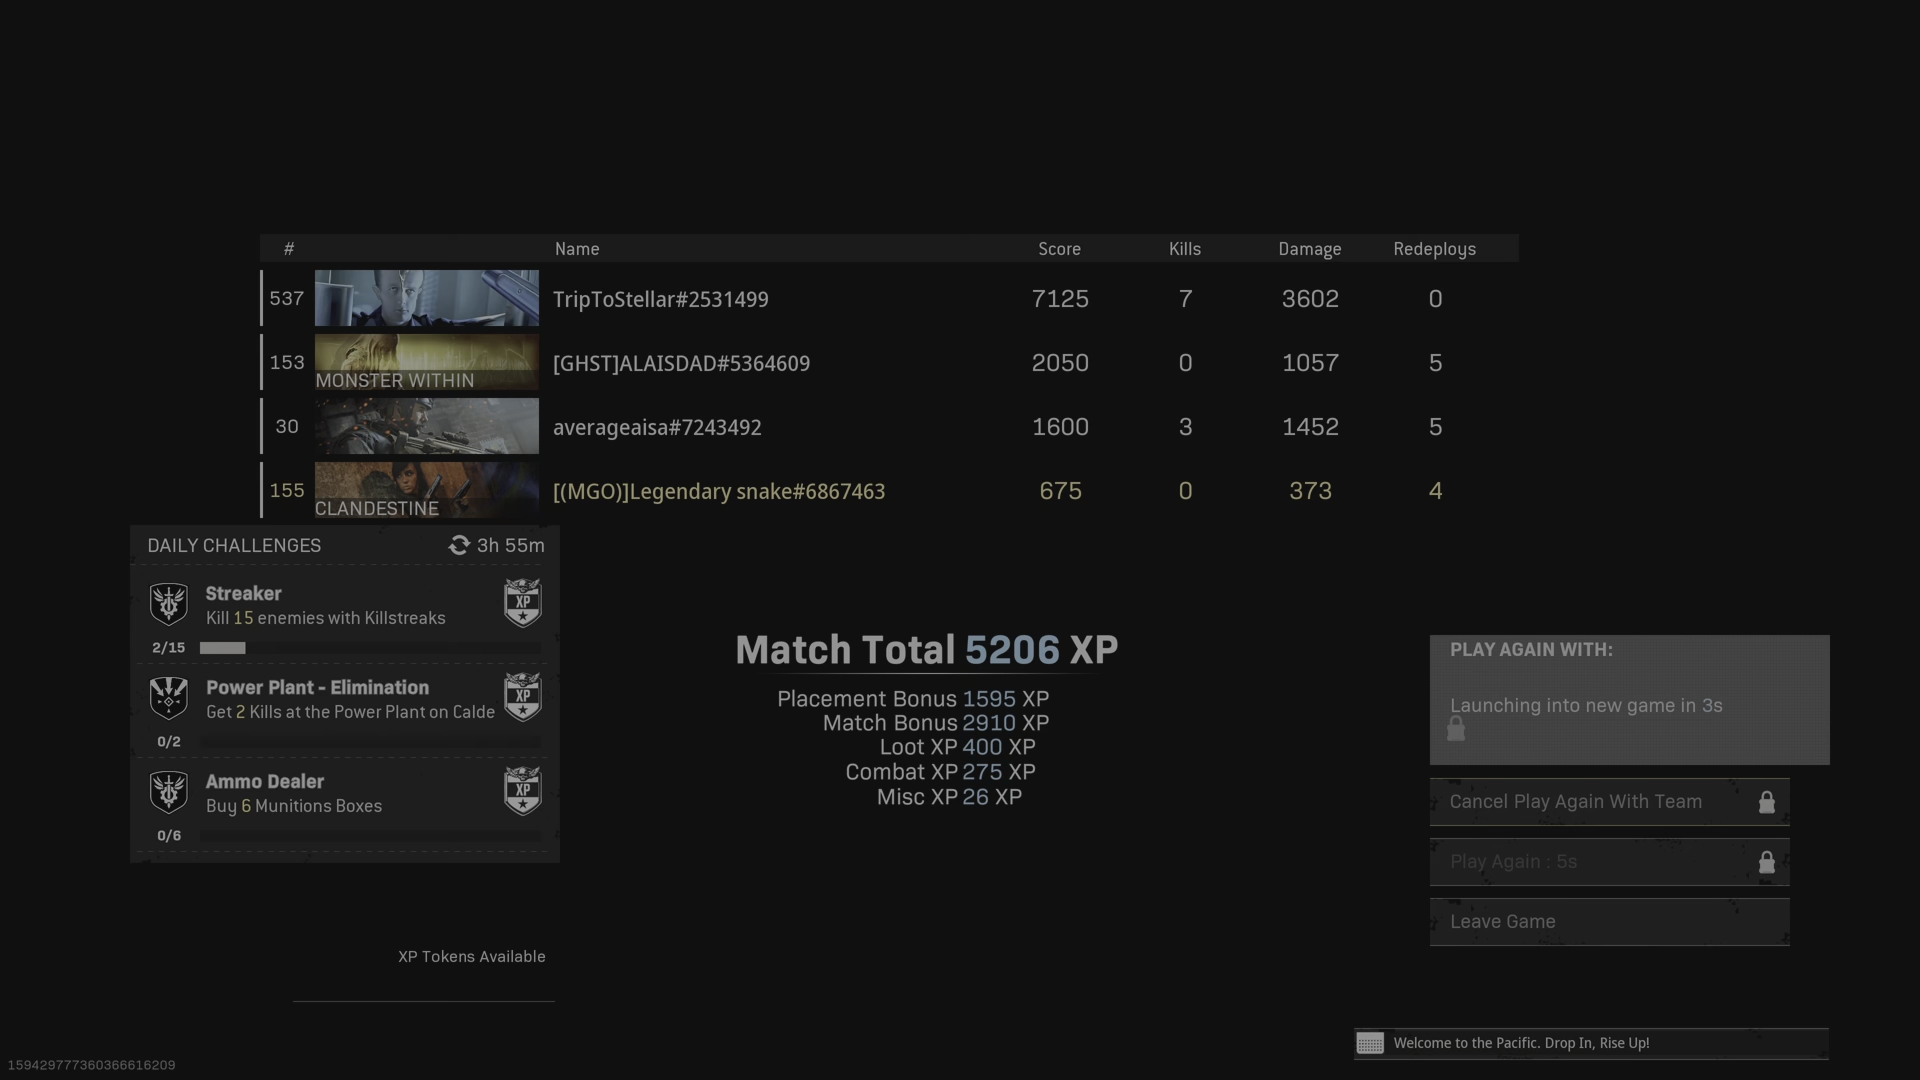 # Name Score Kills Damage Redeploys
537 TripToStellar#2531499 7125 7 3602 0
153 MONSTER WITHIN [GHST]ALAISDAD#5364609 2050 0 1057 5
30 averageaisa#7243492 1600 3 1452 5
155 CLANDESTINE [(MGO)]Legendary snake#6867463 675 0 373 4
DAILY CHALLENGES 3h 55m
Streaker
Kill 15 enemies with Killstreaks
XP
2/15
Power Plant - Elimination
Get 2 Kills at the Power Plant on Calde
XP
0/2
Ammo Dealer
Buy 6 Munitions Boxes
XP
0/6
XP Tokens Available
Match Total 5206 XP
Placement Bonus 1595 XP
Match Bonus 2910 XP
Loot XP 400 XP
Combat XP 275 XP
Misc XP 26 XP
PLAY AGAIN WITH:
Launching into new game in 3s
Cancel Play Again With Team
Play Again : 5s
Leave Game
Welcome to the Pacific. Drop In, Rise Up!
159429777360366616209